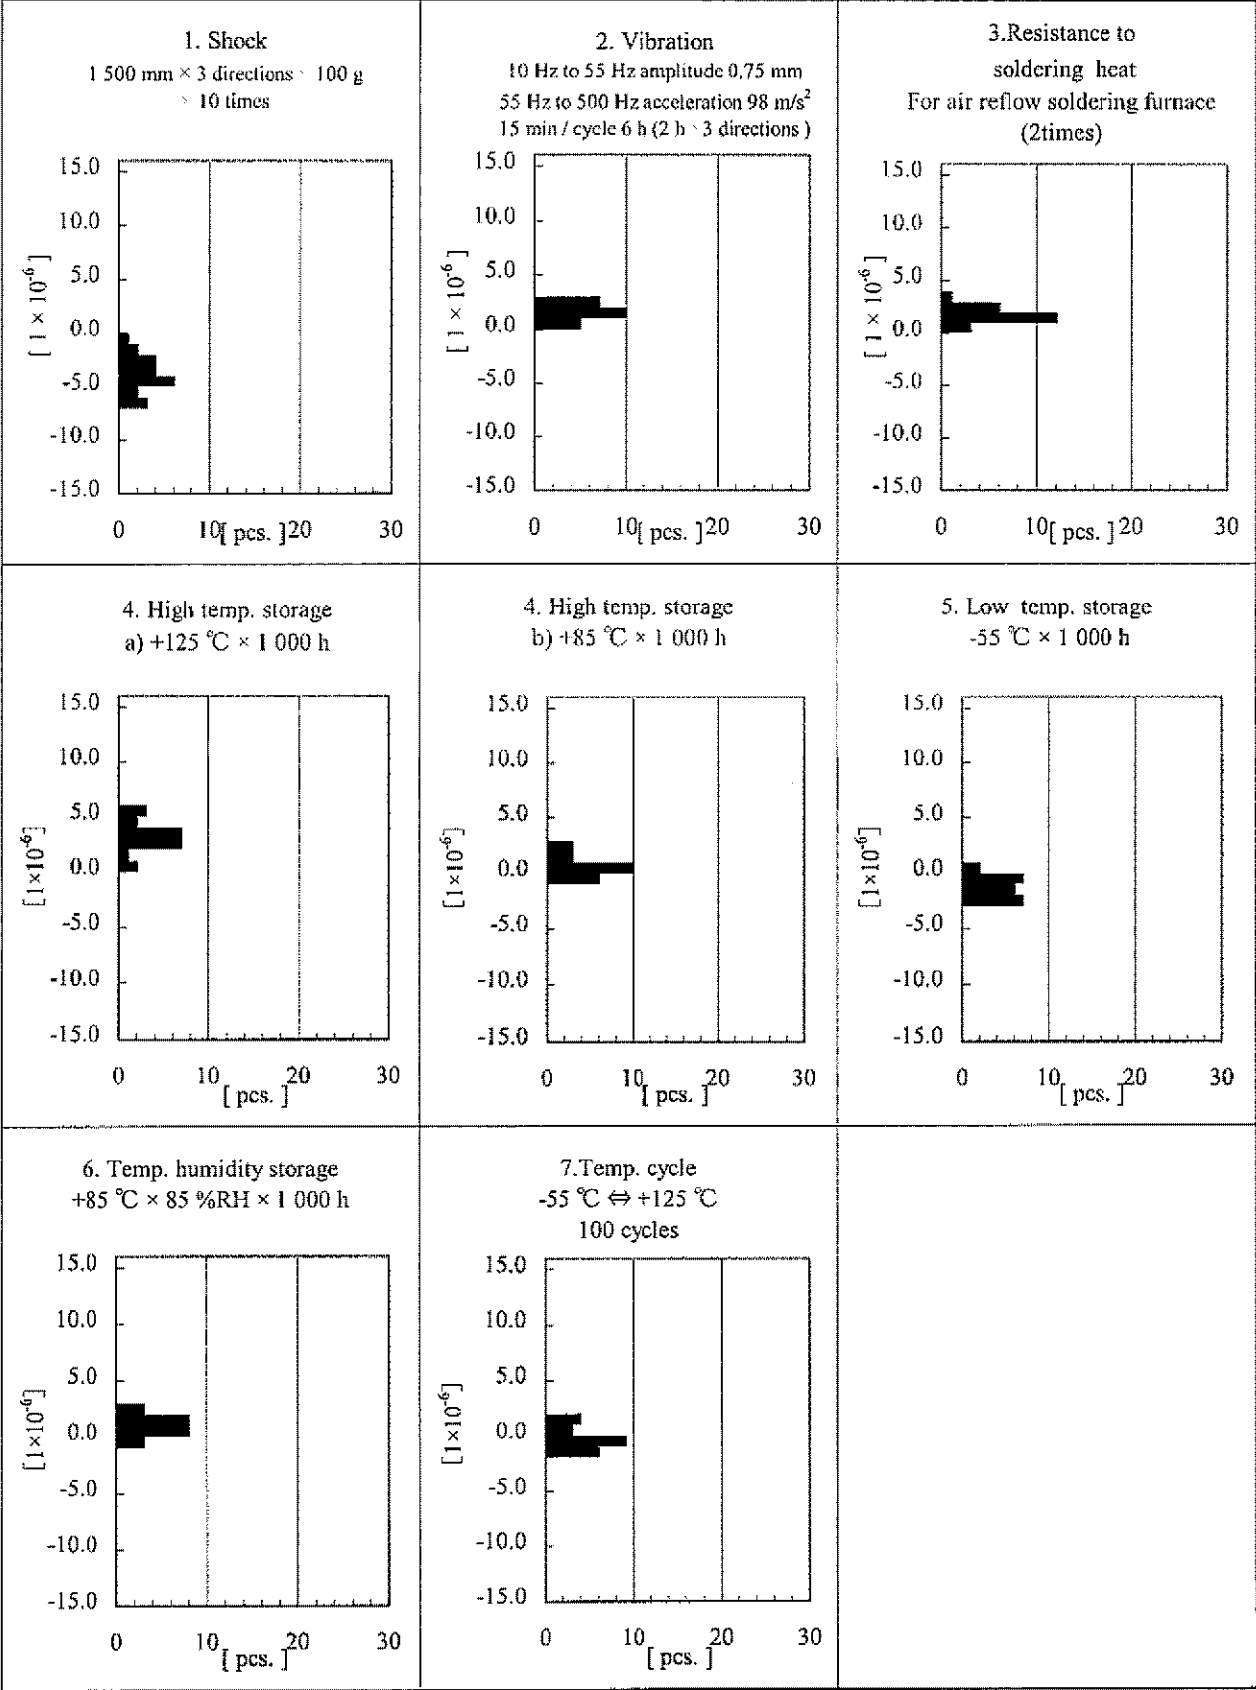 1. Shock
1 500 mm × 3 directions × 100 g
× 10 times
15.0
10.0
5.0
0.0
-5.0
-10.0
-15.0
[ 1 × 10⁻⁶ ]
0 10 [ pcs. ] 20 30
2. Vibration
10 Hz to 55 Hz amplitude 0,75 mm
55 Hz to 500 Hz acceleration 98 m/s²
15 min / cycle 6 h (2 h × 3 directions )
15.0
10.0
5.0
0.0
-5.0
-10.0
-15.0
[ 1 × 10⁻⁶ ]
0 10 [ pcs. ] 20 30
3.Resistance to
soldering heat
For air reflow soldering furnace
(2times)
15.0
10.0
5.0
0.0
-5.0
-10.0
-15.0
[ 1 × 10⁻⁶ ]
0 10 [ pcs. ] 20 30
4. High temp. storage
a) +125 ℃ × 1 000 h
15.0
10.0
5.0
0.0
-5.0
-10.0
-15.0
[1×10⁻⁶]
0 10 20 30
[ pcs. ]
4. High temp. storage
b) +85 ℃ × 1 000 h
15.0
10.0
5.0
0.0
-5.0
-10.0
-15.0
[1×10⁻⁶]
0 10 20 30
[ pcs. ]
5. Low temp. storage
-55 ℃ × 1 000 h
15.0
10.0
5.0
0.0
-5.0
-10.0
-15.0
[1×10⁻⁶]
0 10 20 30
[ pcs. ]
6. Temp. humidity storage
+85 ℃ × 85 %RH × 1 000 h
15.0
10.0
5.0
0.0
-5.0
-10.0
-15.0
[1×10⁻⁶]
0 10 20 30
[ pcs. ]
7.Temp. cycle
-55 ℃ ⇔ +125 ℃
100 cycles
15.0
10.0
5.0
0.0
-5.0
-10.0
-15.0
[1×10⁻⁶]
0 10 20 30
[ pcs. ]